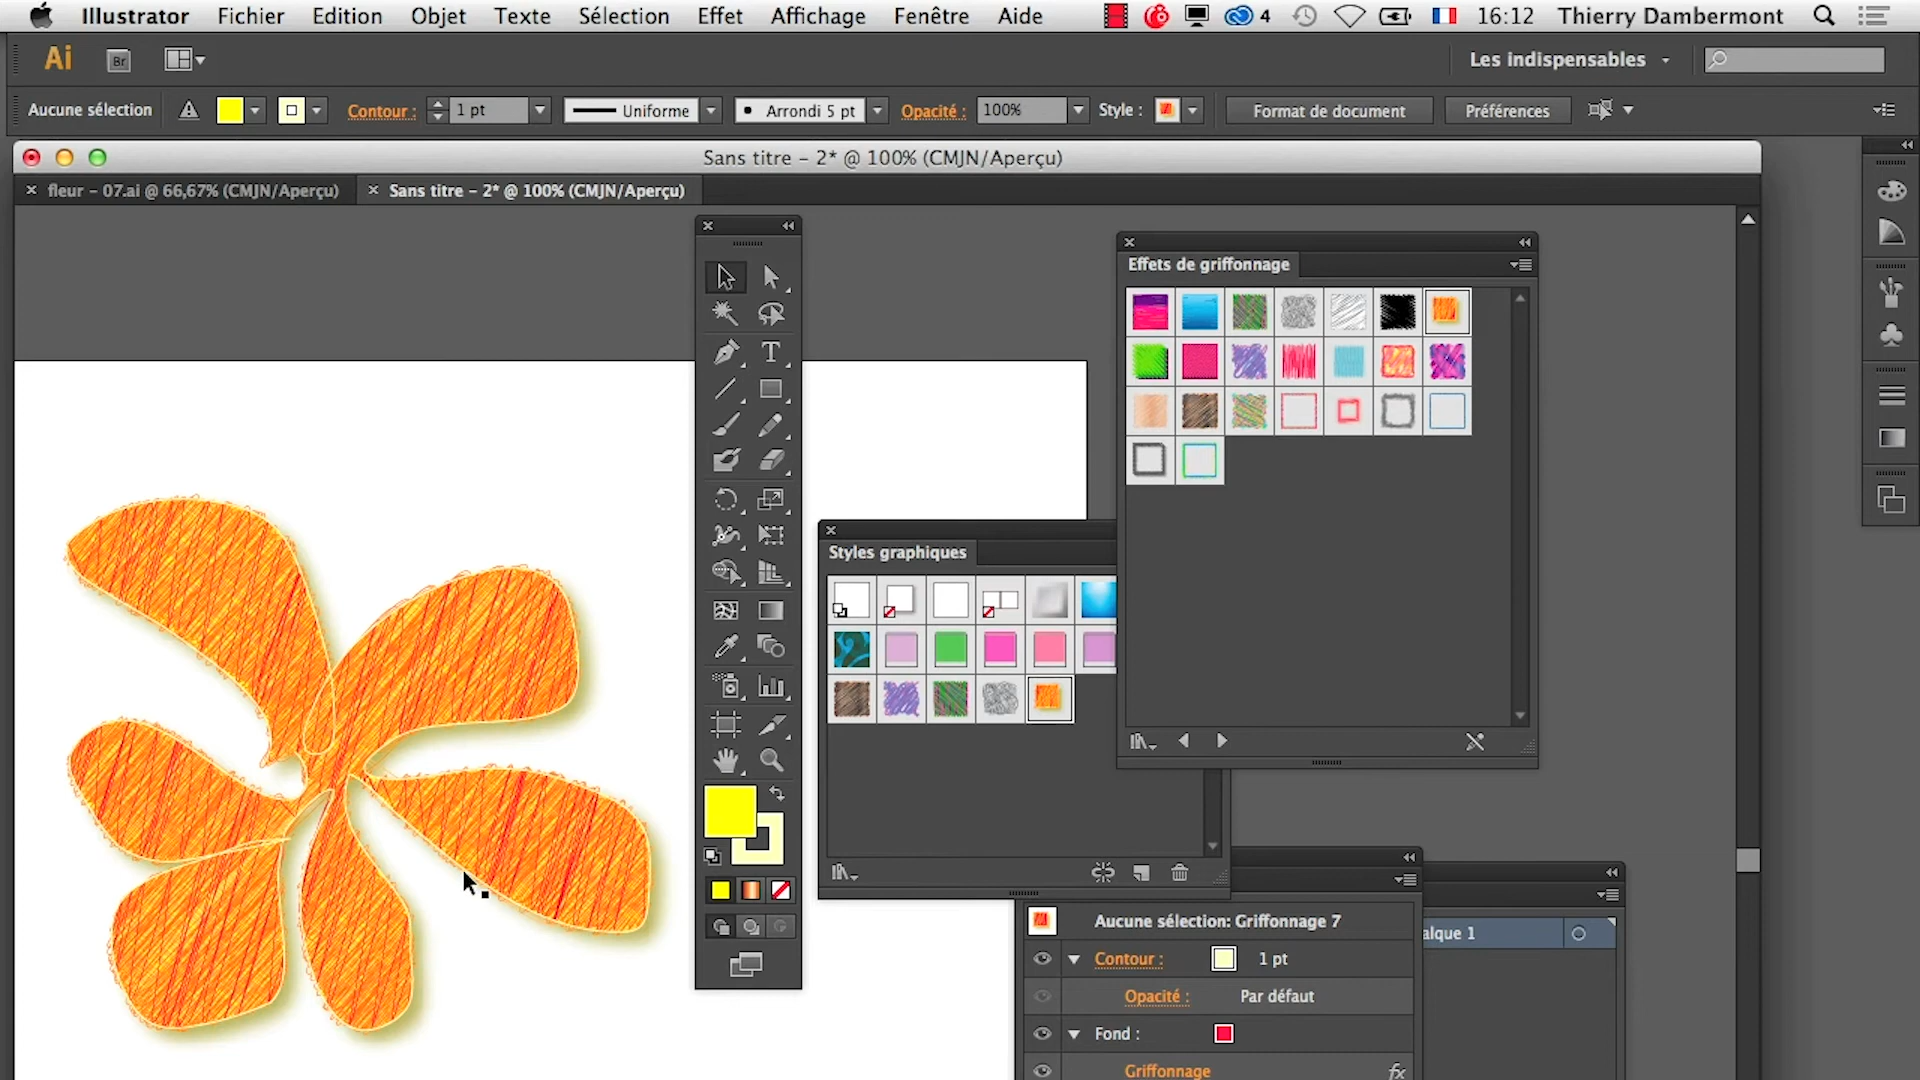 Illustrator Fichier Edition Objet Texte Sélection Effet Affichage Fenêtre Aide 4 16:12 Thierry Dambermont
Ai Br Les indispensables
Aucune sélection Contour : 1 pt Uniforme Arrondi 5 pt Opacité : 100% Style : Format de document Préférences
Sans titre - 2* @ 100% (CMJN/Aperçu)
fleur - 07.ai @ 66,67% (CMJN/Aperçu) Sans titre - 2* @ 100% (CMJN/Aperçu)
Effets de griffonnage
Styles graphiques
Aucune sélection: Griffonnage 7
alque 1
Contour : 1 pt
Opacité : Par défaut
Fond :
Griffonnage fx